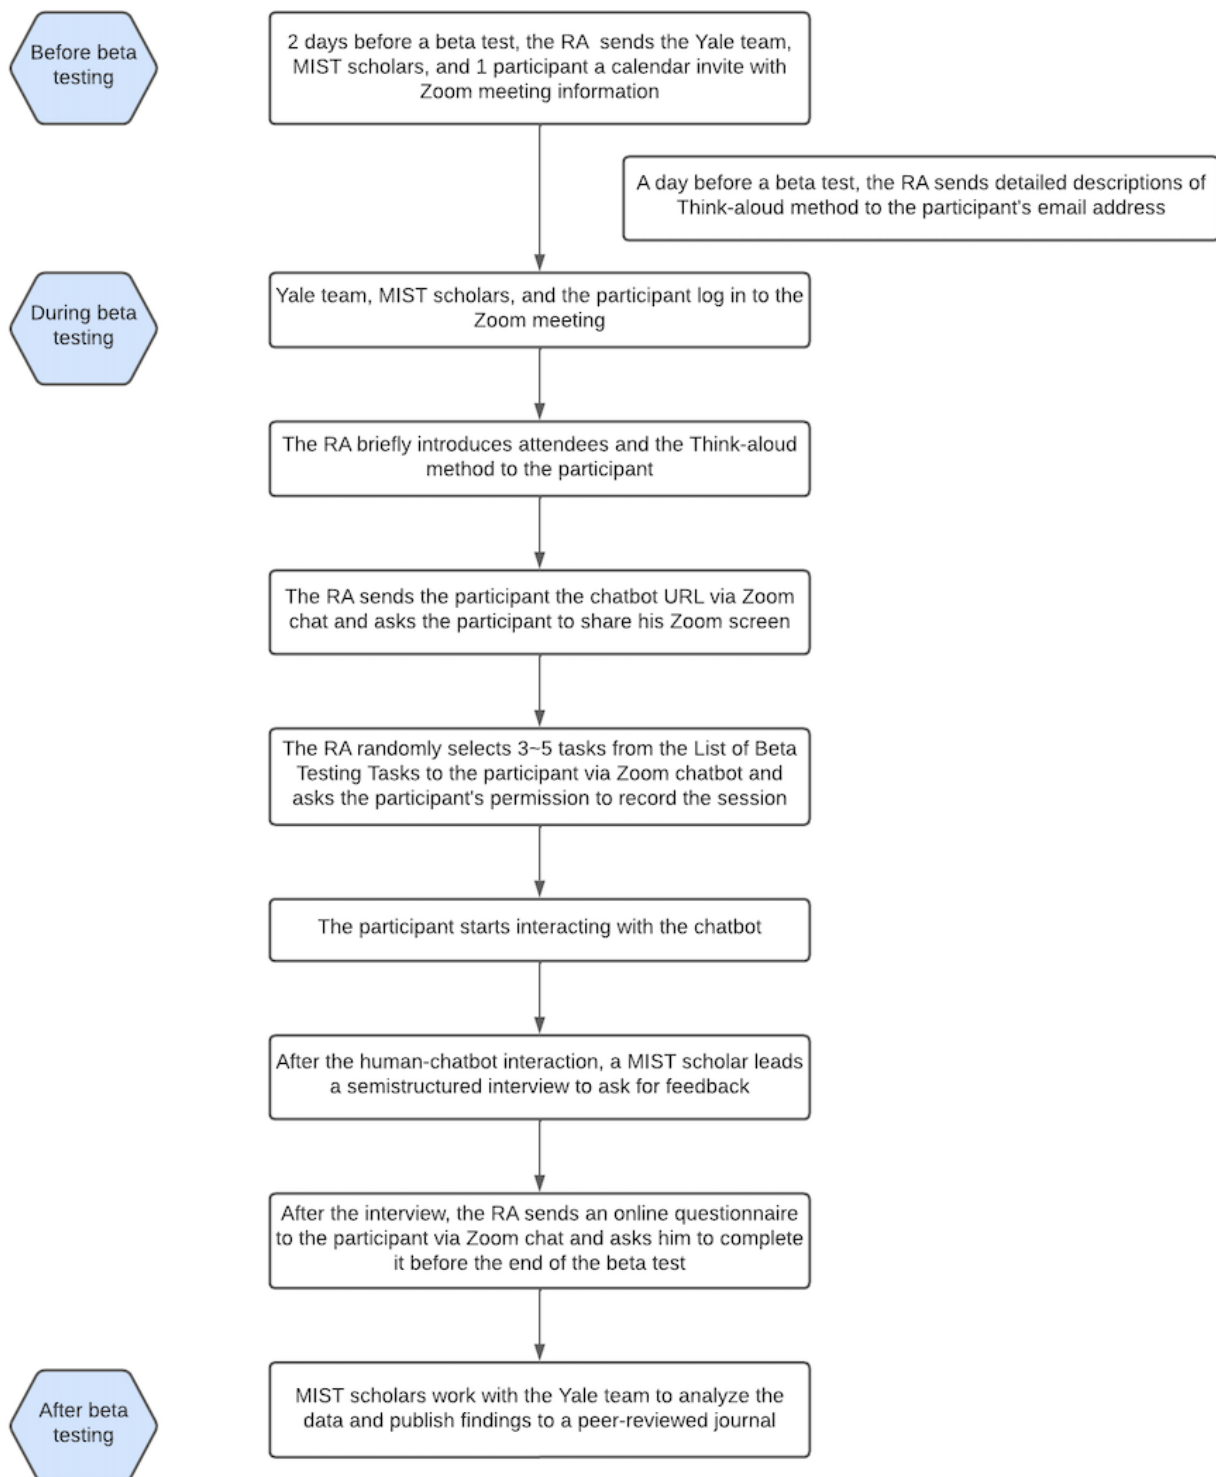 Before beta
testing
2 days before a beta test, the RA sends the Yale team,
MIST scholars, and 1 participant a calendar invite with
Zoom meeting information
A day before a beta test, the RA sends detailed descriptions of
Think-aloud method to the participant's email address
During beta
testing
Yale team, MIST scholars, and the participant log in to the
Zoom meeting
The RA briefly introduces attendees and the Think-aloud
method to the participant
The RA sends the participant the chatbot URL via Zoom
chat and asks the participant to share his Zoom screen
The RA randomly selects 3~5 tasks from the List of Beta
Testing Tasks to the participant via Zoom chatbot and
asks the participant's permission to record the session
The participant starts interacting with the chatbot
After the human-chatbot interaction, a MIST scholar leads
a semistructured interview to ask for feedback
After the interview, the RA sends an online questionnaire
to the participant via Zoom chat and asks him to complete
it before the end of the beta test
After beta
testing
MIST scholars work with the Yale team to analyze the
data and publish findings to a peer-reviewed journal